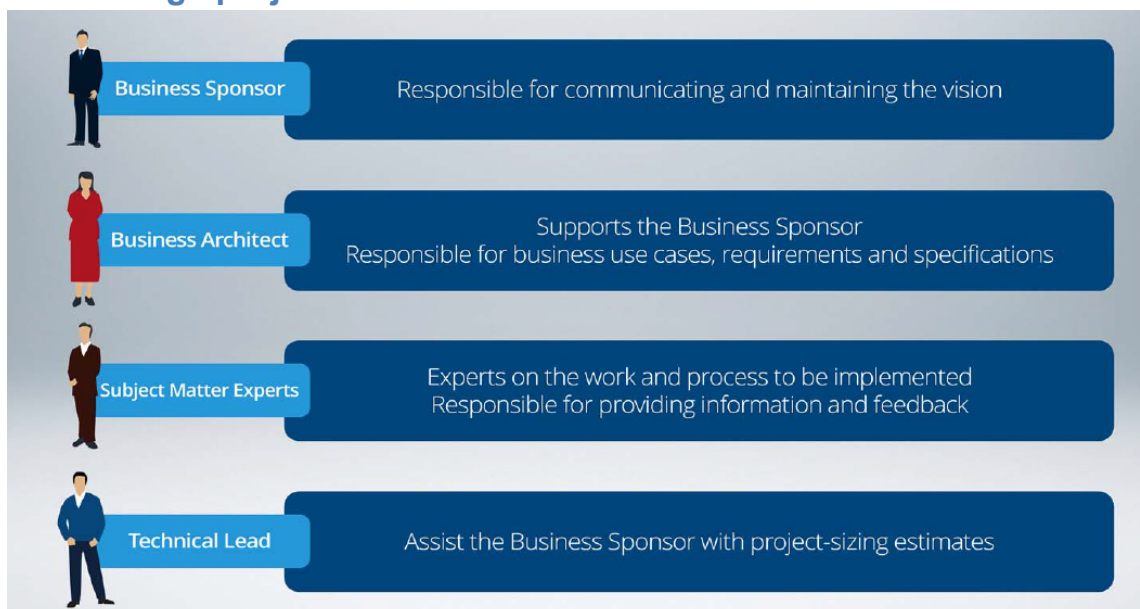 Business Sponsor
Responsible for communicating and maintaining the vision
Business Architect
Supports the Business Sponsor
Responsible for business use cases, requirements and specifications
Subject Matter Experts
Experts on the work and process to be implemented
Responsible for providing information and feedback
Technical Lead
Assist the Business Sponsor with project-sizing estimates